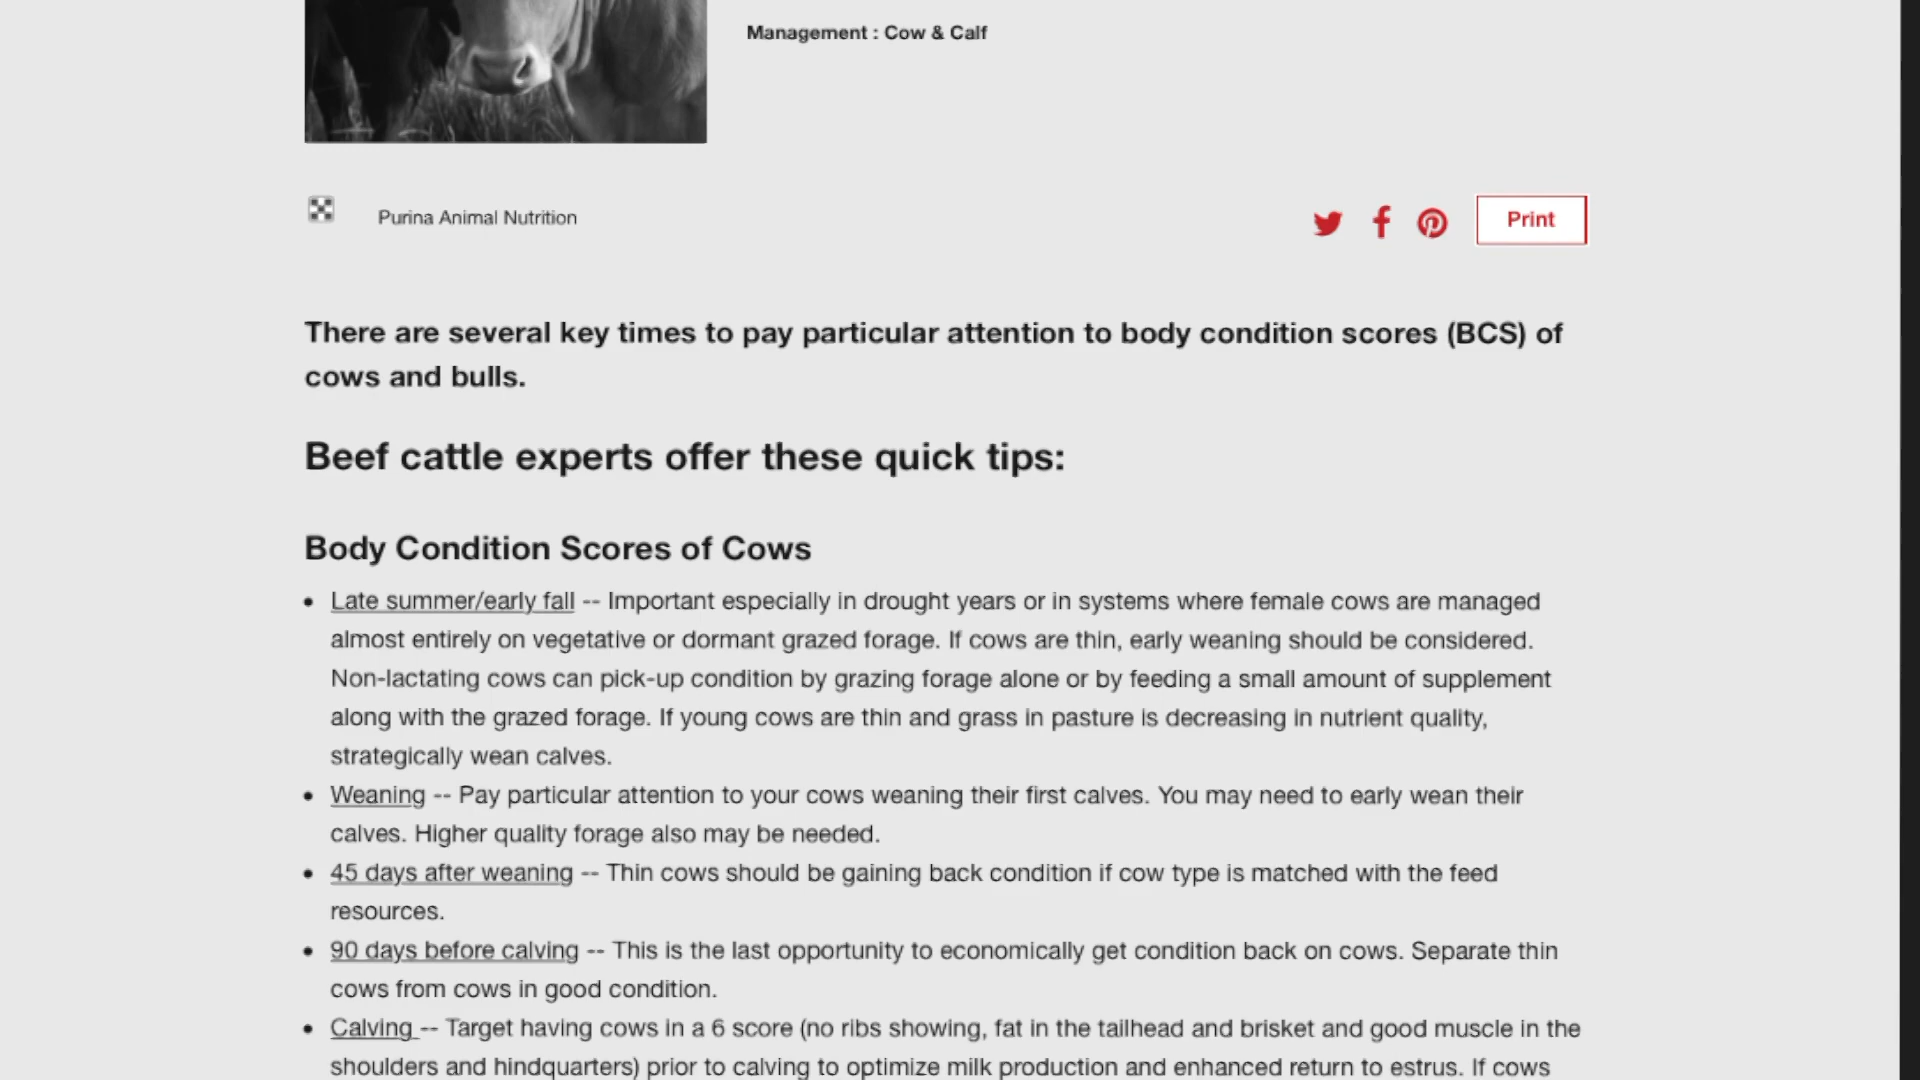 Management : Cow & Calf
Purina Animal Nutrition
Print
There are several key times to pay particular attention to body condition scores (BCS) of
cows and bulls.
Beef cattle experts offer these quick tips:
Body Condition Scores of Cows
• Late summer/early fall -- Important especially in drought years or in systems where female cows are managed
almost entirely on vegetative or dormant grazed forage. If cows are thin, early weaning should be considered.
Non-lactating cows can pick-up condition by grazing forage alone or by feeding a small amount of supplement
along with the grazed forage. If young cows are thin and grass in pasture is decreasing in nutrient quality,
strategically wean calves.
• Weaning -- Pay particular attention to your cows weaning their first calves. You may need to early wean their
calves. Higher quality forage also may be needed.
• 45 days after weaning -- Thin cows should be gaining back condition if cow type is matched with the feed
resources.
• 90 days before calving -- This is the last opportunity to economically get condition back on cows. Separate thin
cows from cows in good condition.
• Calving -- Target having cows in a 6 score (no ribs showing, fat in the tailhead and brisket and good muscle in the
shoulders and hindquarters) prior to calving to optimize milk production and enhanced return to estrus. If cows